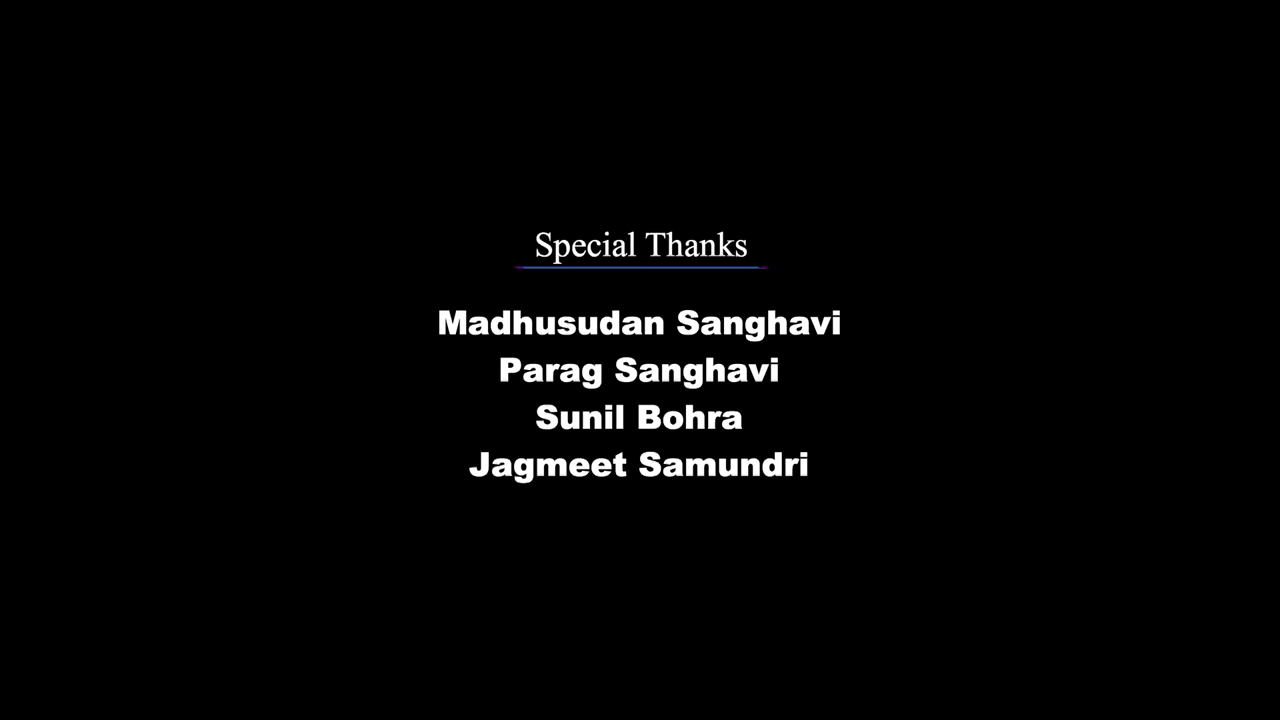 Special Thanks
Madhusudan Sanghavi
Parag Sanghavi
Sunil Bohra
Jagmeet Samundri